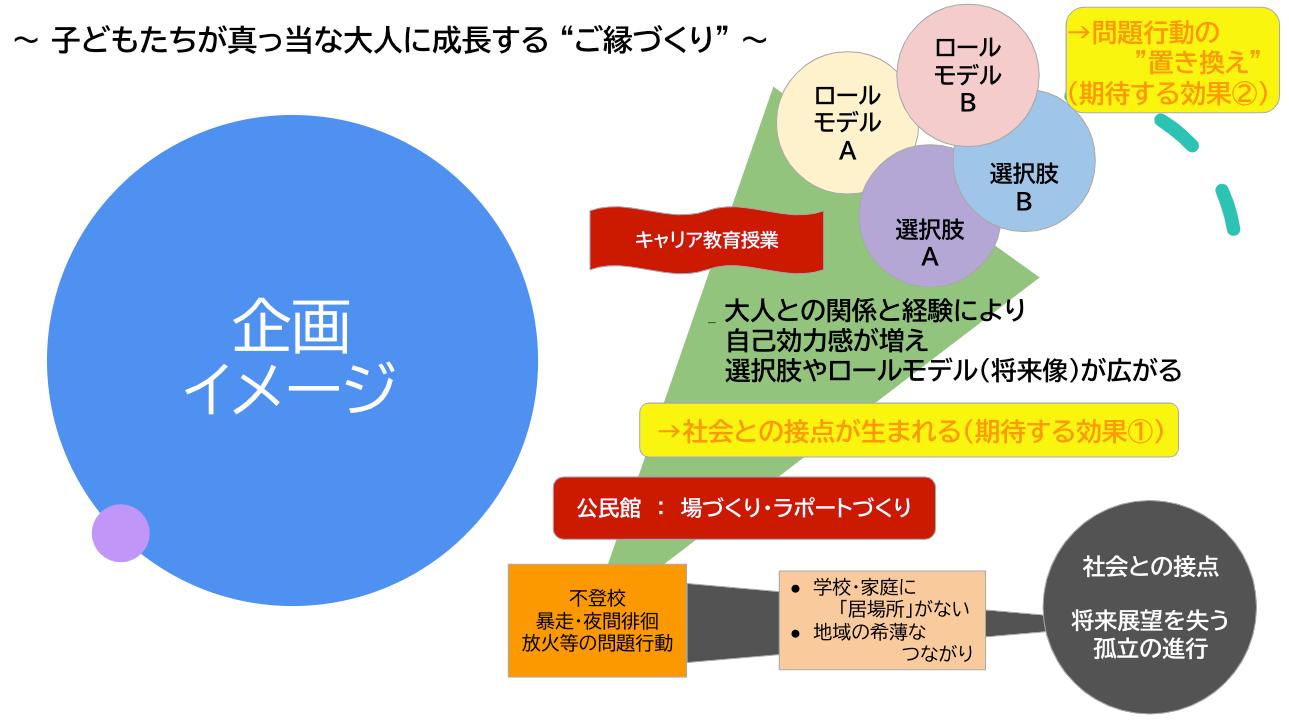 ～ 子どもたちが真っ当な大人に成長する “ご縁づくり” ～
企画
イメージ
ロール
モデル
A
ロール
モデル
B
選択肢
A
選択肢
B
→問題行動の
”置き換え”
（期待する効果②）
キャリア教育授業
_ 大人との関係と経験により
自己効力感が増え
選択肢やロールモデル（将来像）が広がる
→社会との接点が生まれる（期待する効果①）
公民館 ： 場づくり・ラポートづくり
不登校
暴走・夜間徘徊
放火等の問題行動
● 学校・家庭に
「居場所」がない
● 地域の希薄な
つながり
社会との接点
将来展望を失う
孤立の進行